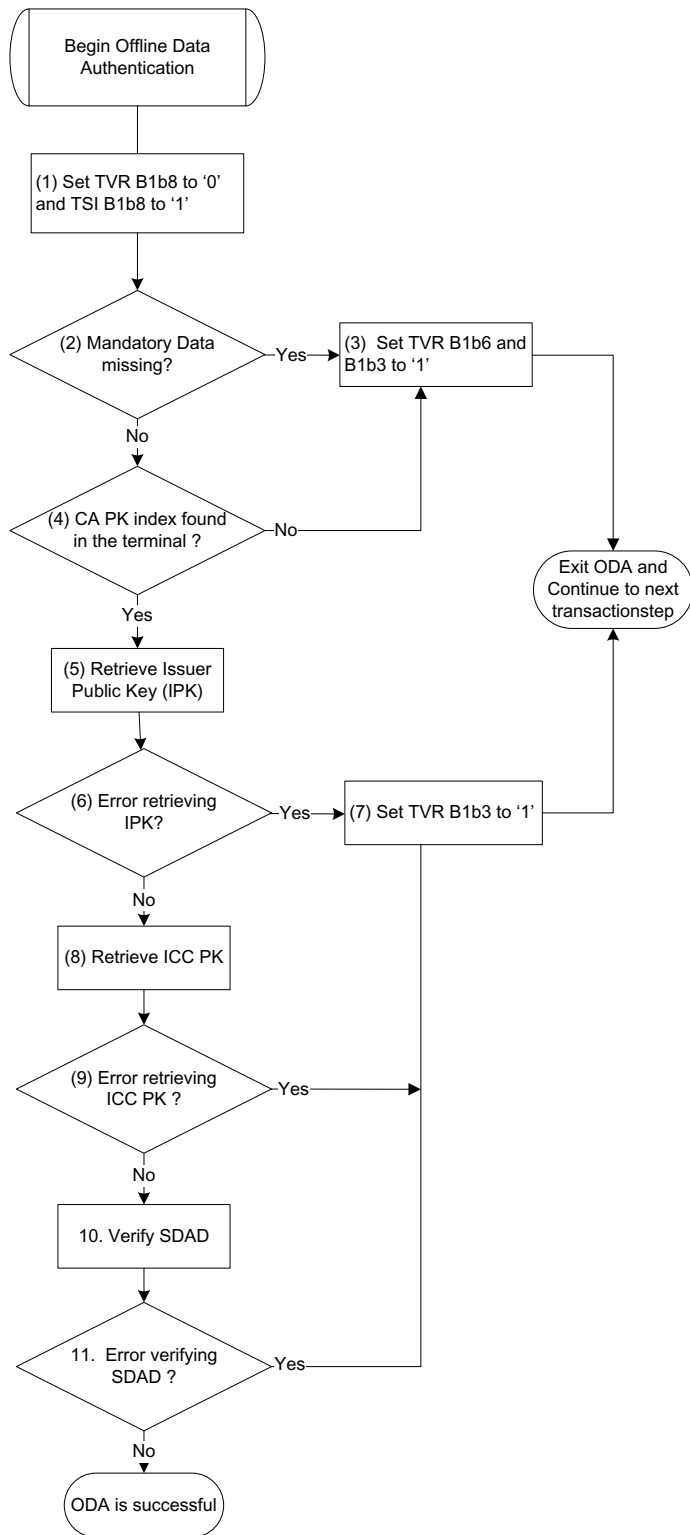 Begin Offline Data
Authentication
(1) Set TVR B1b8 to ‘0’
and TSI B1b8 to ‘1’
(2) Mandatory Data
missing?
Yes
(3) Set TVR B1b6 and
B1b3 to ‘1’
No
(4) CA PK index found
in the terminal ?
No
Exit ODA and
Continue to next
transactionstep
Yes
(5) Retrieve Issuer
Public Key (IPK)
(6) Error retrieving
IPK?
Yes
(7) Set TVR B1b3 to ‘1’
No
(8) Retrieve ICC PK
(9) Error retrieving
ICC PK ?
Yes
No
10. Verify SDAD
11. Error verifying
SDAD ?
Yes
No
ODA is successful